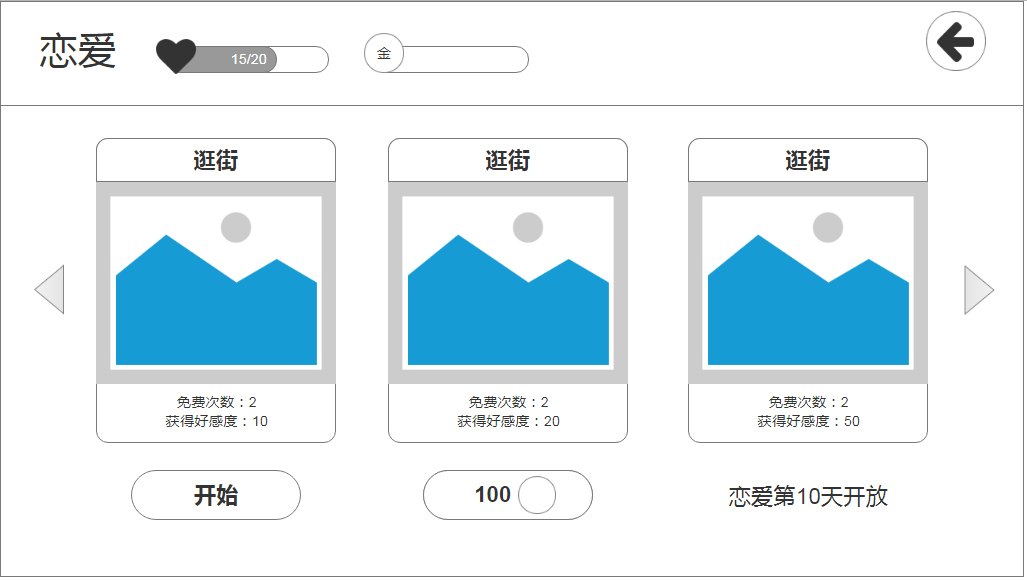 恋爱
15/20
金
逛街
逛街
逛街
免费次数：2
获得好感度：10
免费次数：2
获得好感度：20
免费次数：2
获得好感度：50
开始
100
恋爱第10天开放